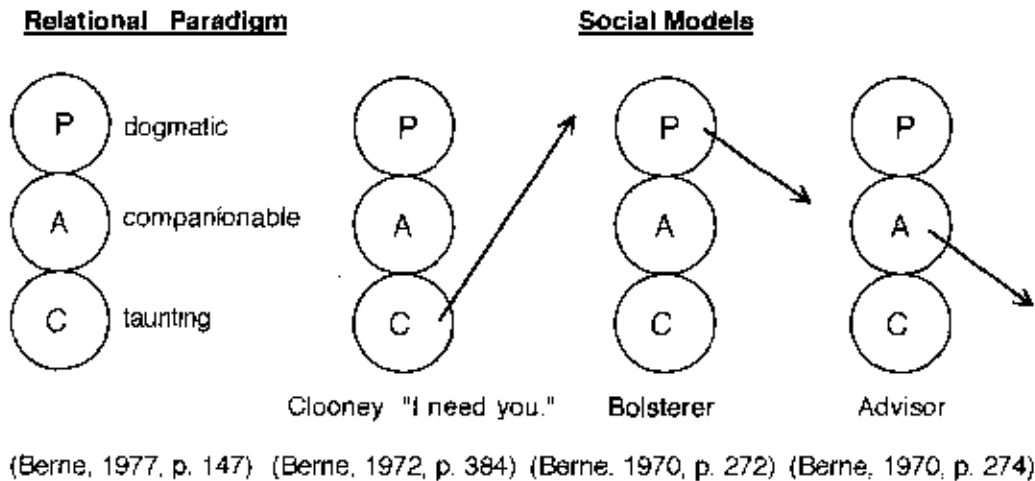 Relational Paradigm Social Models
P dogmatic P P P
A companionable A A A
C taunting C C C
Clooney "I need you." Bolsterer Advisor
(Berne, 1977, p. 147) (Berne, 1972, p. 384) (Berne. 1970, p. 272) (Berne, 1970, p. 274)